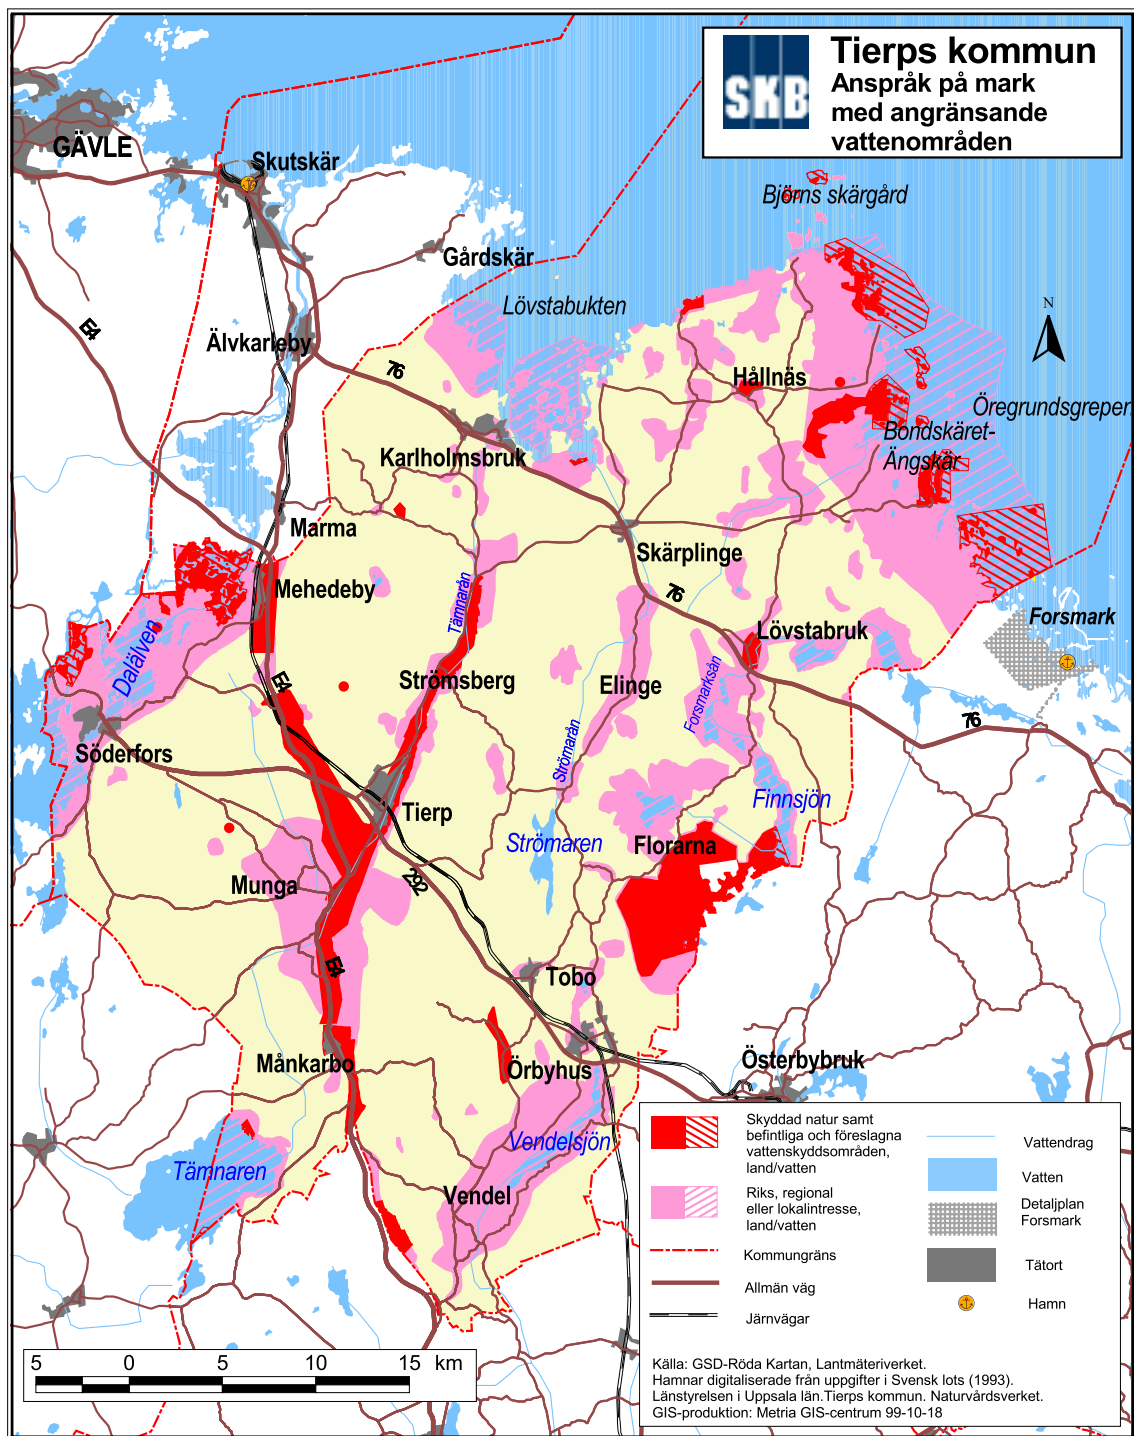 SKB
Tierps kommun
Anspråk på mark
med angränsande
vattenområden
GÄVLE
Skutskär
Björns skärgård
Gårdskär
Lövstabukten
N
E4
Älvkarleby
76
Hållnäs
Öregrundsgrepen
Bondskäret-
Ängskär
Karlholmsbruk
Marma
Skärplinge
Mehedeby
Tämnarån
76
Forsmark
Lövstabruk
Dalälven
E4
Strömsberg
Elinge
Forsmarksån
76
Söderfors
Strömarån
Finnsjön
Tierp
Strömaren
Florarna
Munga
292
E4
Tobo
Månkarbo
Örbyhus
Österbybruk
Vendelsjön
Tämnaren
Vendel
Skyddad natur samt
befintliga och föreslagna
vattenskyddsområden,
land/vatten
Riks, regional
eller lokalintresse,
land/vatten
Kommungräns
Allmän väg
Järnvägar
Vattendrag
Vatten
Detaljplan
Forsmark
Tätort
Hamn
5 0 5 10 15 km
Källa: GSD-Röda Kartan, Lantmäteriverket.
Hamnar digitaliserade från uppgifter i Svensk lots (1993).
Länstyrelsen i Uppsala län.Tierps kommun. Naturvårdsverket.
GIS-produktion: Metria GIS-centrum 99-10-18